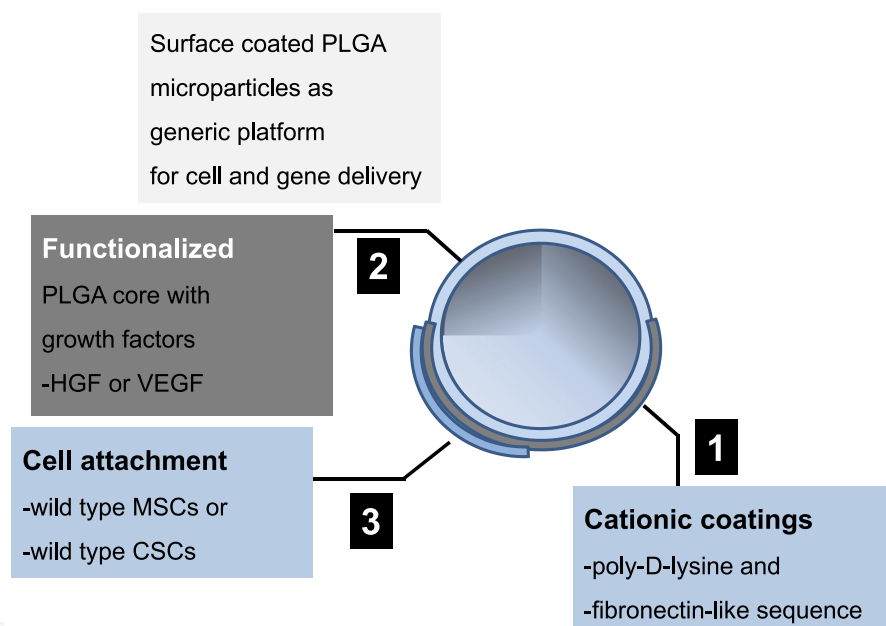 Surface coated PLGA
microparticles as
generic platform
for cell and gene delivery
Functionalized
PLGA core with
growth factors
-HGF or VEGF
2
Cell attachment
-wild type MSCs or
-wild type CSCs
3
1
Cationic coatings
-poly-D-lysine and
-fibronectin-like sequence